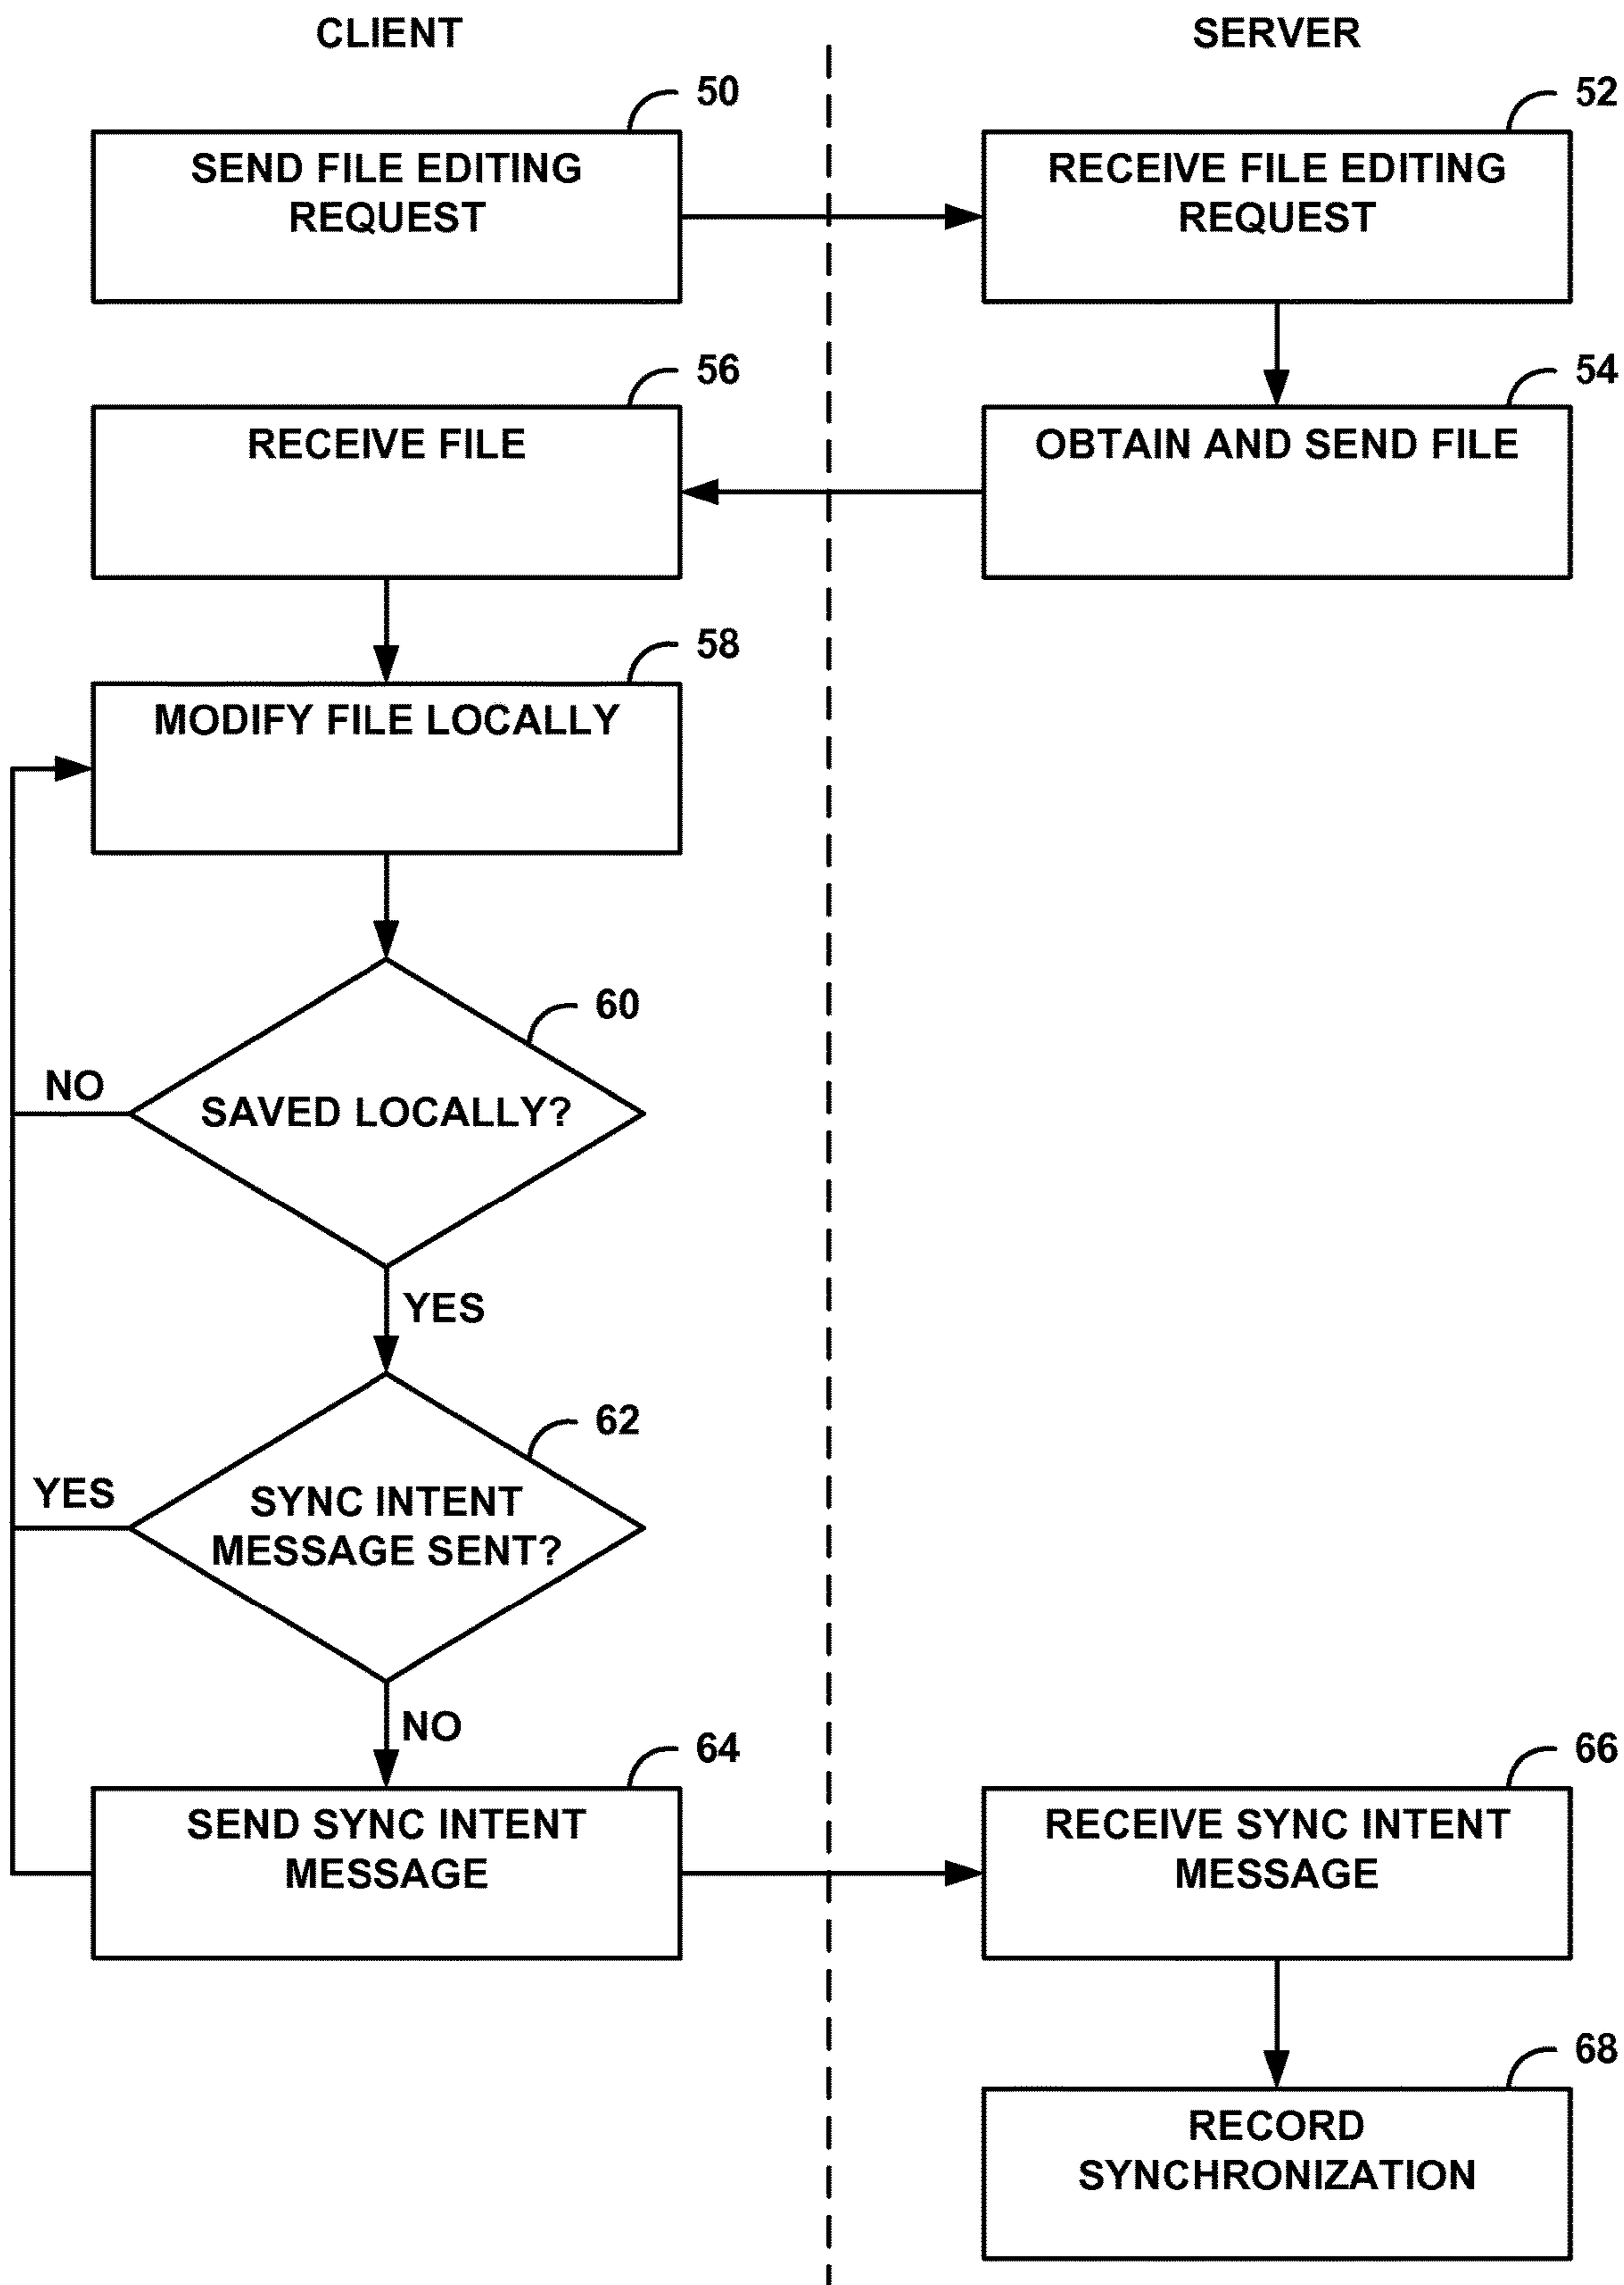 CLIENT
SERVER
50
SEND FILE EDITING
REQUEST
52
RECEIVE FILE EDITING
REQUEST
56
RECEIVE FILE
54
OBTAIN AND SEND FILE
58
MODIFY FILE LOCALLY
60
NO
SAVED LOCALLY?
YES
62
YES
SYNC INTENT
MESSAGE SENT?
NO
64
SEND SYNC INTENT
MESSAGE
66
RECEIVE SYNC INTENT
MESSAGE
68
RECORD
SYNCHRONIZATION